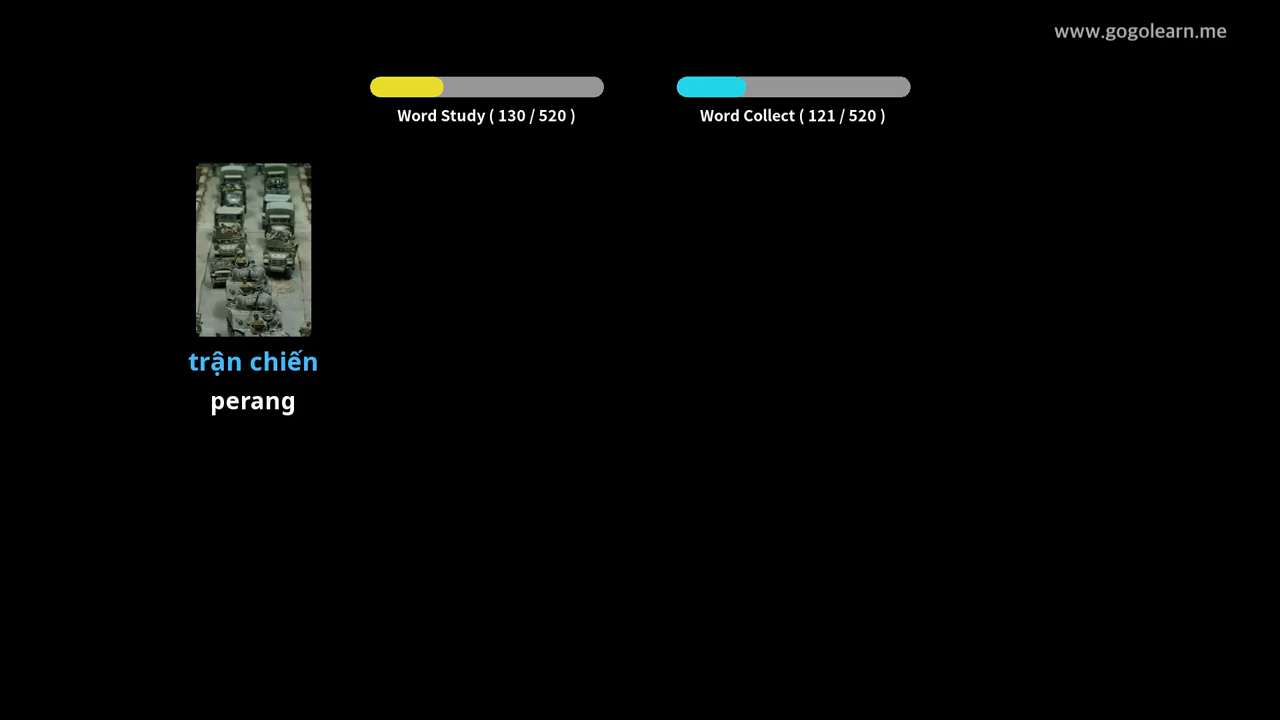 www.gogolearn.me
Word Study ( 130 / 520 )
Word Collect ( 121 / 520 )
trận chiến
perang